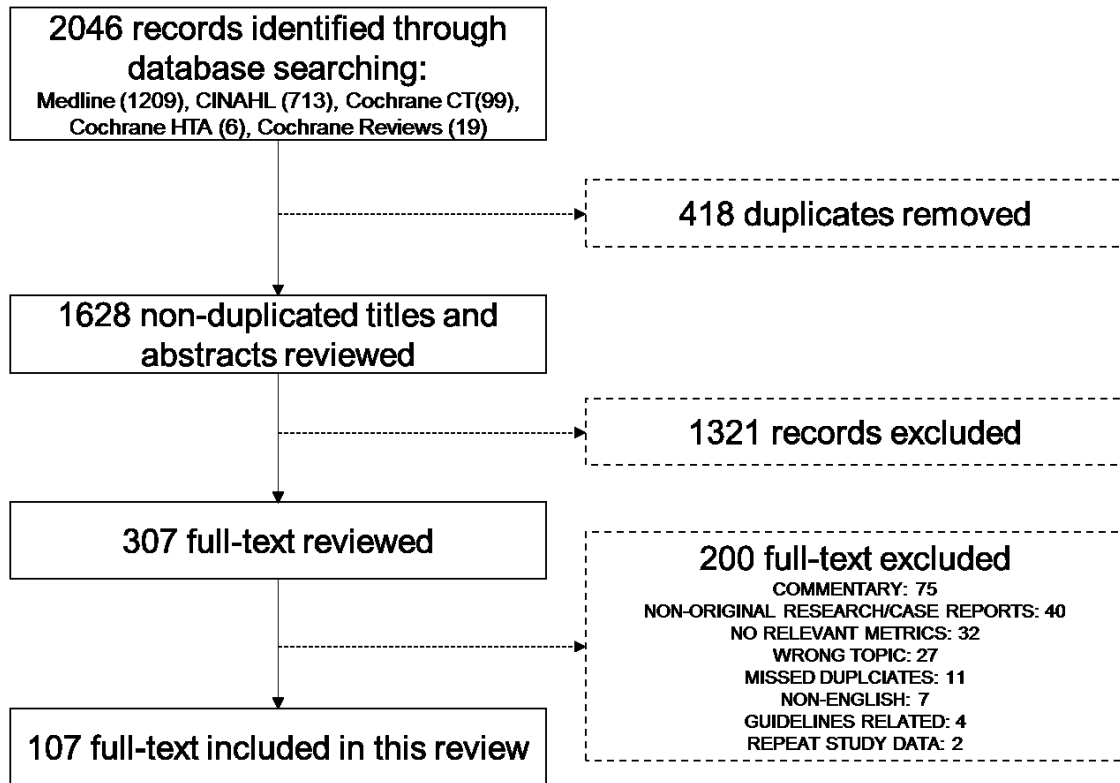 2046 records identified through
database searching:
Medline (1209), CINAHL (713), Cochrane CT(99),
Cochrane HTA (6), Cochrane Reviews (19)
418 duplicates removed
1628 non-duplicated titles and
abstracts reviewed
1321 records excluded
307 full-text reviewed
200 full-text excluded
COMMENTARY: 75
NON-ORIGINAL RESEARCH/CASE REPORTS: 40
NO RELEVANT METRICS: 32
WRONG TOPIC: 27
MISSED DUPLCIATES: 11
NON-ENGLISH: 7
GUIDELINES RELATED: 4
REPEAT STUDY DATA: 2
107 full-text included in this review